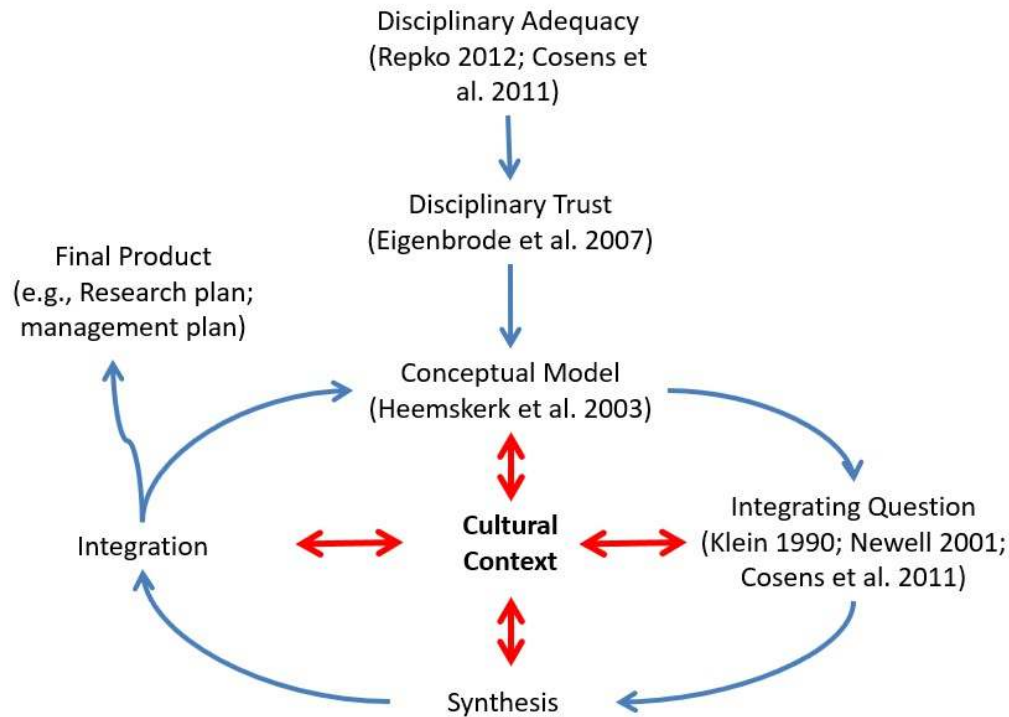 Disciplinary Adequacy
(Repko 2012; Cosens et
al. 2011)
Disciplinary Trust
(Eigenbrode et al. 2007)
Final Product
(e.g., Research plan;
management plan)
Conceptual Model
(Heemskerk et al. 2003)
Integrating Question
(Klein 1990; Newell 2001;
Cosens et al. 2011)
Cultural
Context
Integration
Synthesis